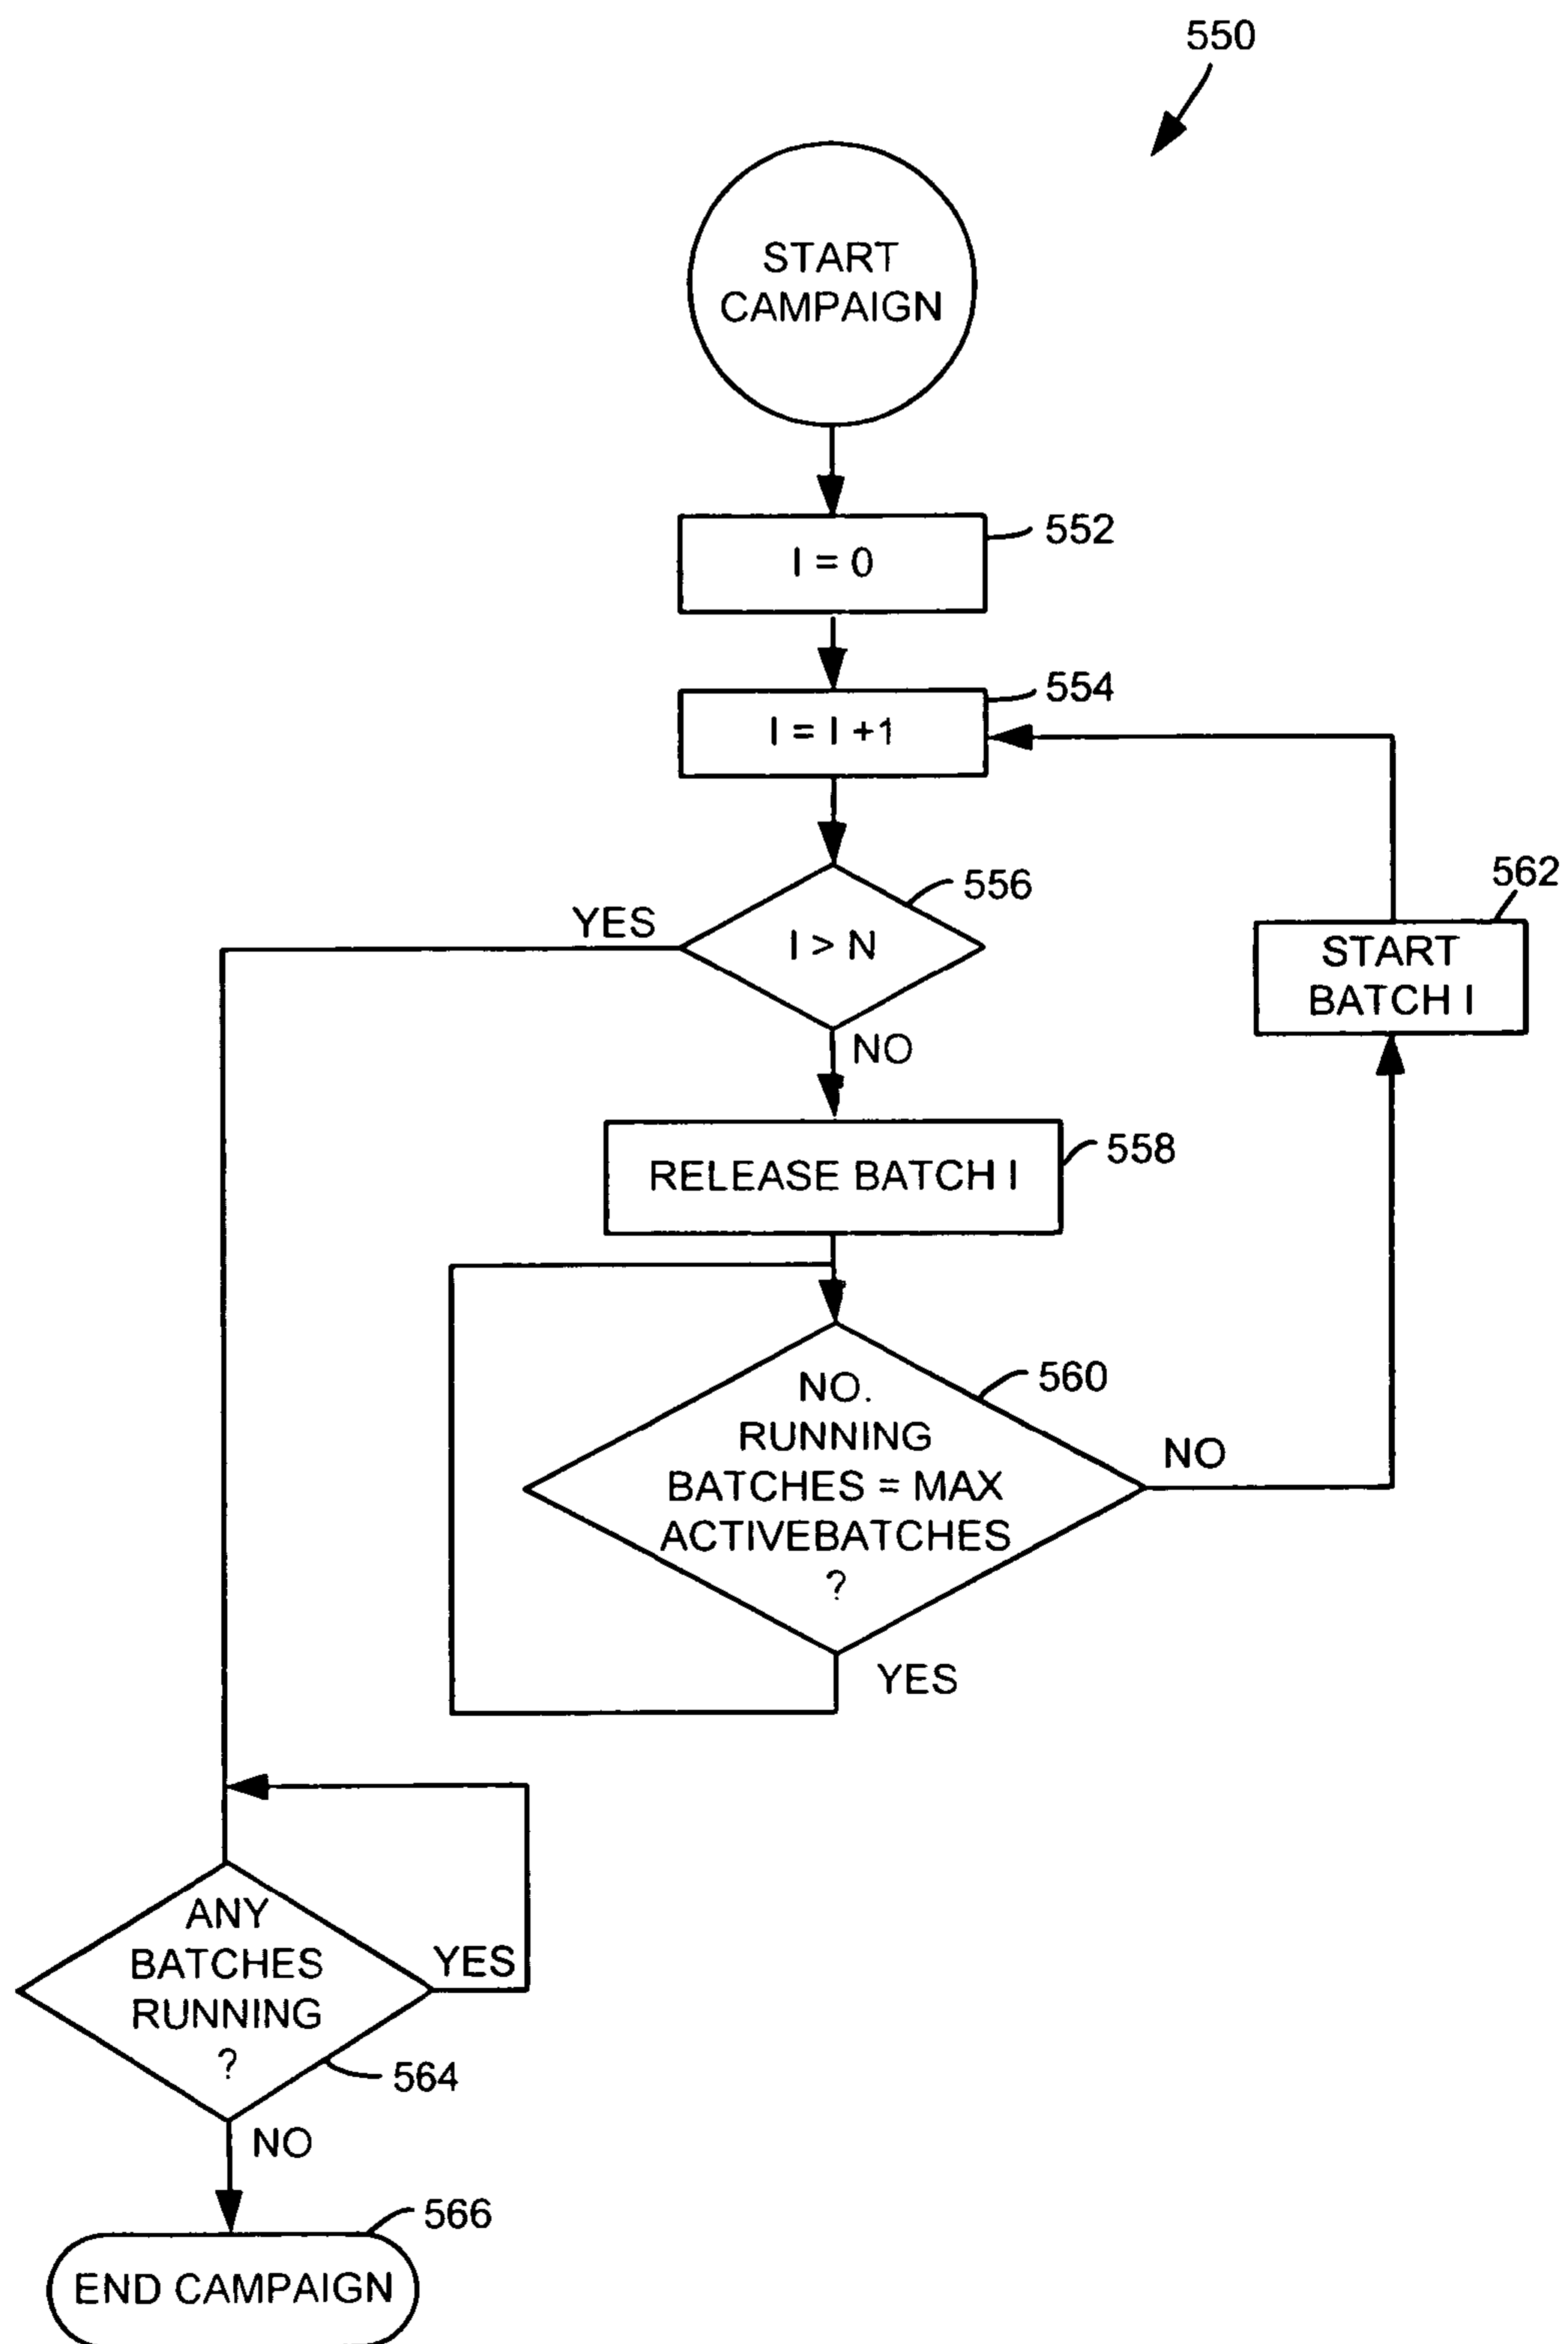 550
START
CAMPAIGN
I = 0
552
I = I +1
554
YES
I > N
556
NO
562
START
BATCH I
RELEASE BATCH I
558
NO.
RUNNING
BATCHES = MAX
ACTIVEBATCHES
?
560
NO
YES
ANY
BATCHES
RUNNING
?
YES
564
NO
566
END CAMPAIGN